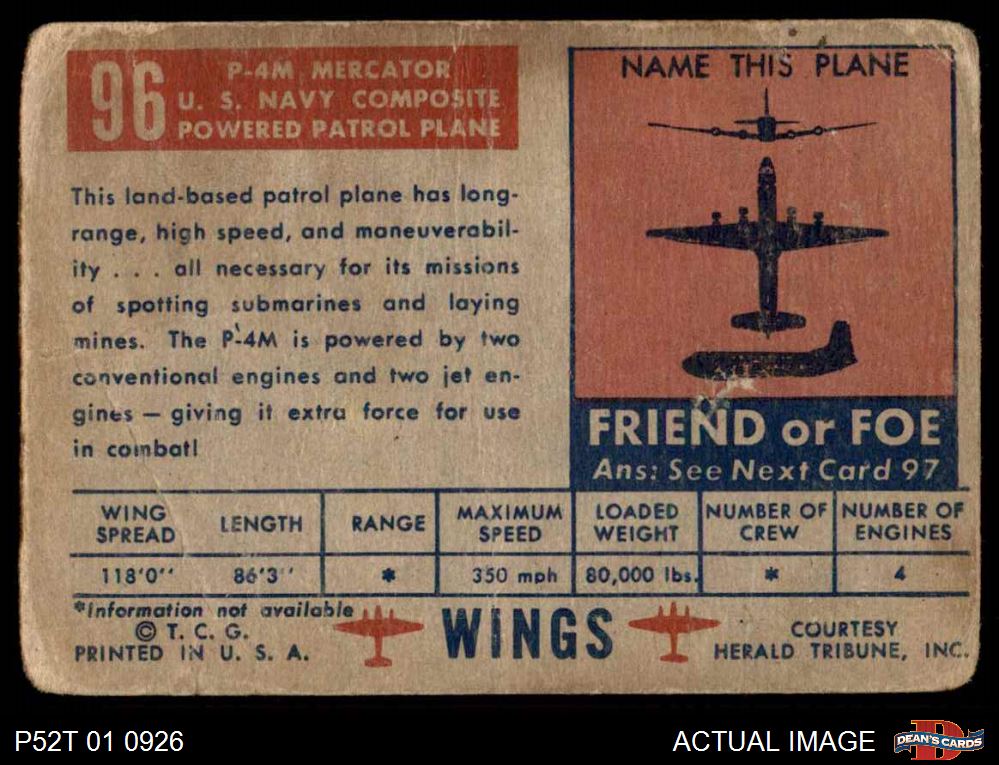 96
P-4M MERCATOR
U. S. NAVY COMPOSITE
POWERED PATROL PLANE
This land-based patrol plane has long-
range, high speed, and maneuverabil-
ity . . . all necessary for its missions
of spotting submarines and laying
mines. The P-4M is powered by two
conventional engines and two jet en-
gines — giving it extra force for use
in combat!
NAME THIS PLANE
FRIEND or FOE
Ans: See Next Card 97
WING SPREAD
LENGTH
RANGE
MAXIMUM SPEED
LOADED WEIGHT
NUMBER OF CREW
NUMBER OF ENGINES
118'0"
86'3"
*
350 mph
80,000 lbs.
*
4
*Information not available
© T. C. G.
PRINTED IN U. S. A.
WINGS
COURTESY
HERALD TRIBUNE, INC.
P52T 01 0926
ACTUAL IMAGE
D
DEAN'S CARDS